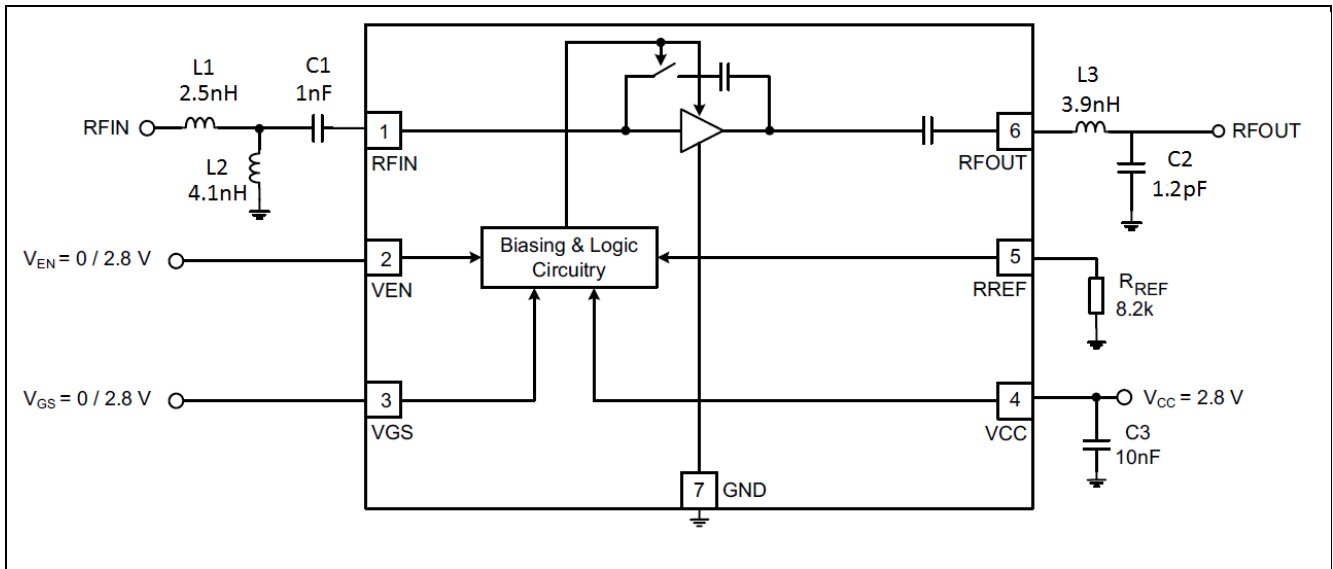 L1
2.5nH
C1
1nF
RFIN
L2
4.1nH
1
RFIN
6
RFOUT
L3
3.9nH
RFOUT
C2
1.2pF
VEN = 0 / 2.8 V
2
VEN
Biasing & Logic
Circuitry
5
RREF
RREF
8.2k
VGS = 0 / 2.8 V
3
VGS
4
VCC
VCC = 2.8 V
C3
10nF
7
GND